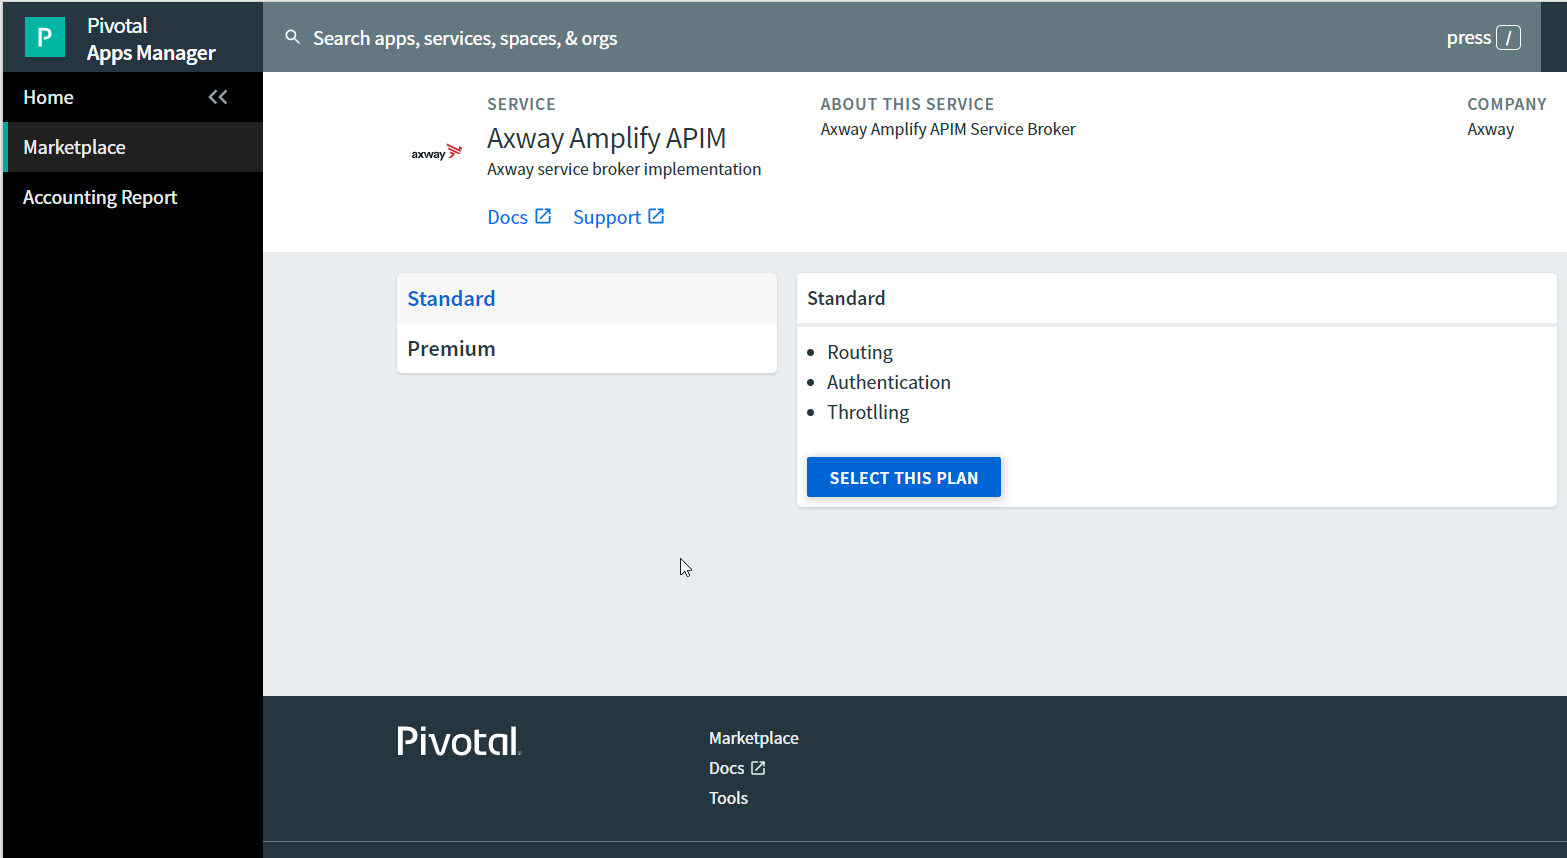 P
Pivotal
Apps Manager
Search apps, services, spaces, & orgs
press /
Home
Marketplace
Accounting Report
axway
SERVICE
Axway Amplify APIM
Axway service broker implementation
Docs Support
ABOUT THIS SERVICE
Axway Amplify APIM Service Broker
COMPANY
Axway
Standard
Premium
Standard
Routing
Authentication
Throtlling
SELECT THIS PLAN
Pivotal
Marketplace
Docs
Tools